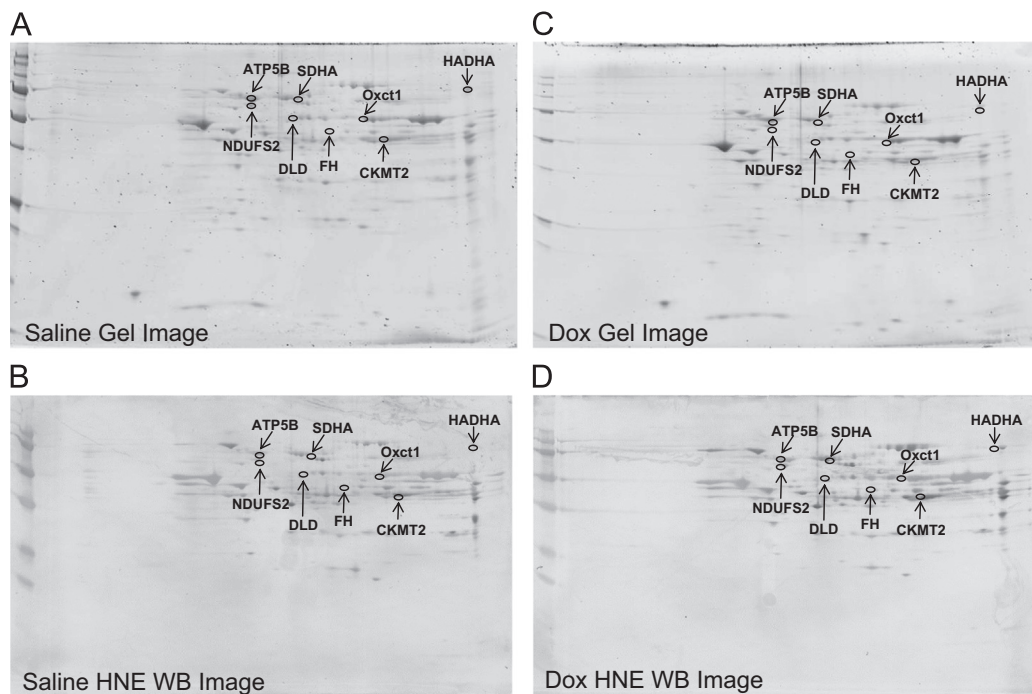 A
ATP5B
SDHA
HADHA
Oxct1
NDUFS2
DLD
FH
CKMT2
Saline Gel Image
B
ATP5B
SDHA
HADHA
Oxct1
NDUFS2
DLD
FH
CKMT2
Saline HNE WB Image
C
ATP5B
SDHA
HADHA
Oxct1
NDUFS2
DLD
FH
CKMT2
Dox Gel Image
D
ATP5B
SDHA
HADHA
Oxct1
NDUFS2
DLD
FH
CKMT2
Dox HNE WB Image